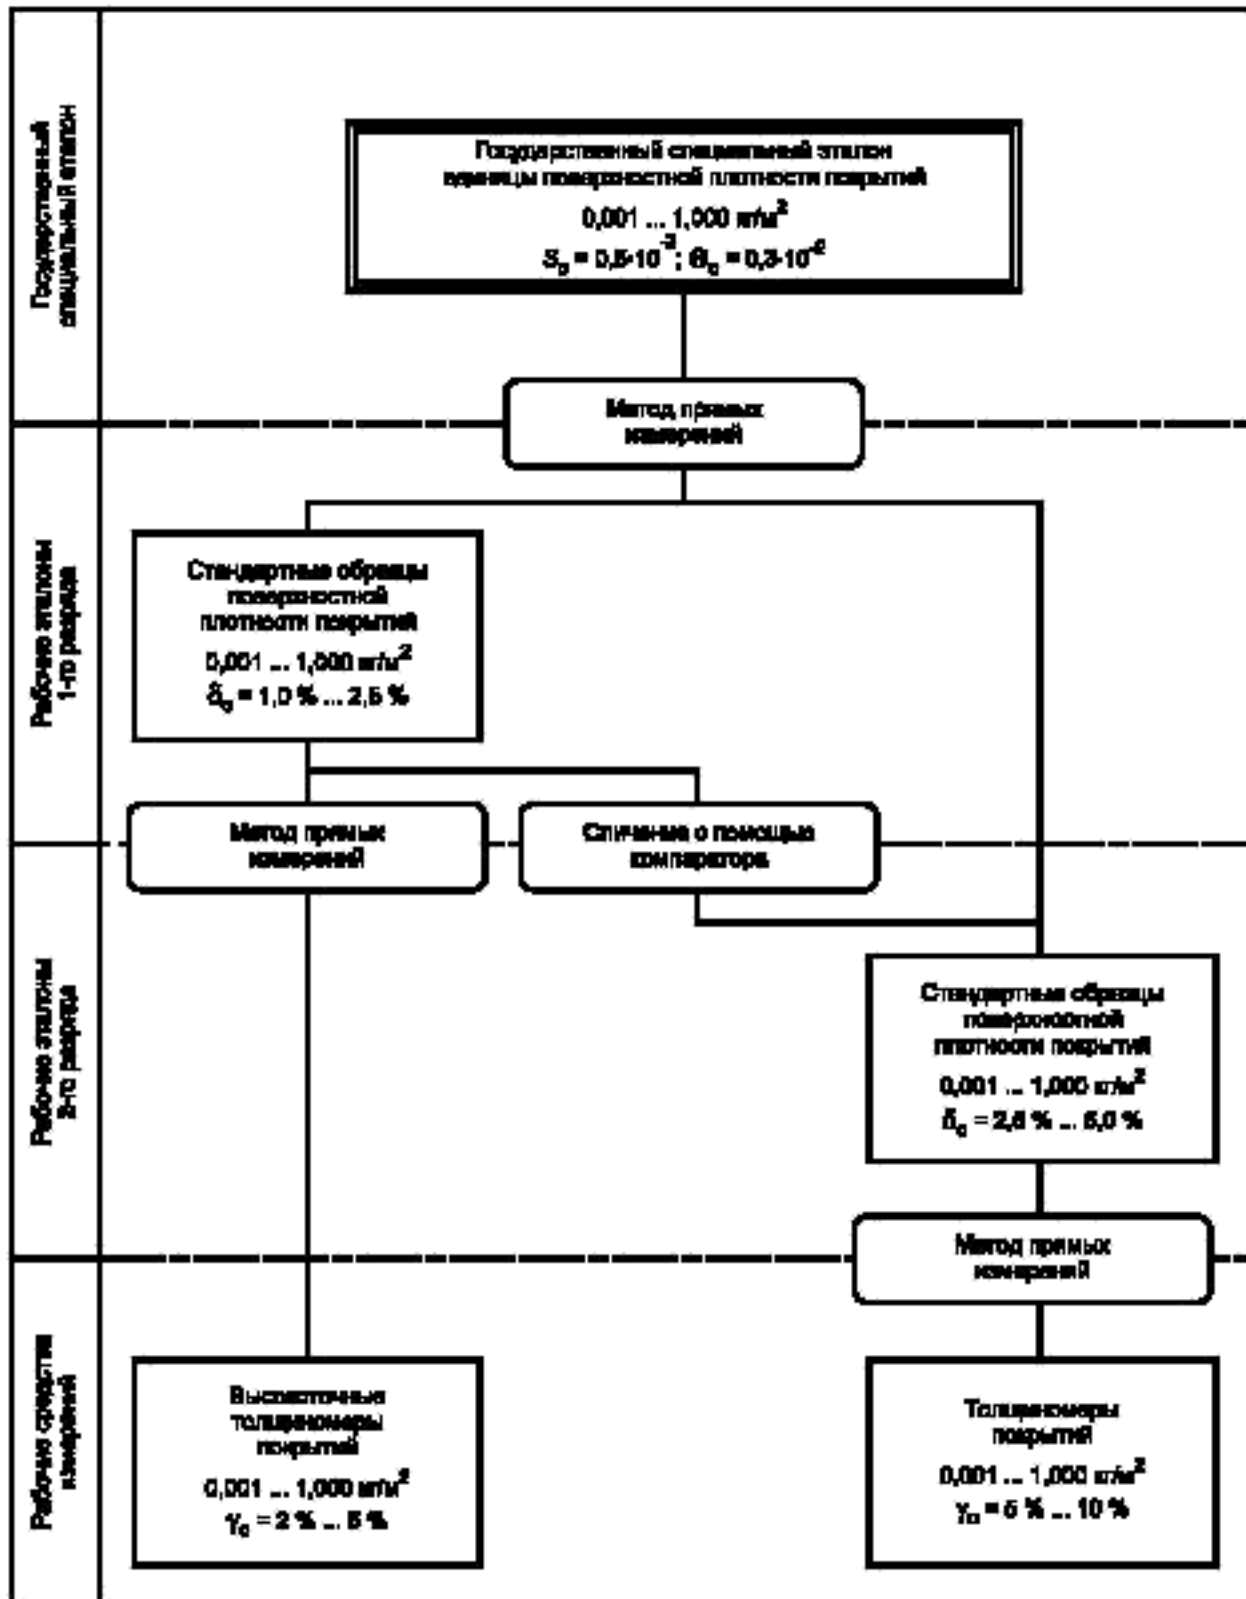 Государственный
специальный эталон
Государственный специальный эталон
единицы поверхностной плотности покрытий
0,001 ... 1,000 кг/м²
Метод прямых
измерений
Рабочие эталоны
1-го разряда
Стандартные образцы
поверхностной
плотности покрытий
0,001 ... 1,000 кг/м²
= 1,0 % ... 2,5 %
Метод прямых
измерений
Сличение с помощью
компаратора
Рабочие эталоны
2-го разряда
Стандартные образцы
поверхностной
плотности покрытий
0,001 ... 1,000 кг/м²
= 2,5 % ... 5,0 %
Метод прямых
измерений
Рабочие средства
измерений
Высокоточные
толщиномеры
покрытий
0,001 ... 1,000 кг/м²
= 2 % ... 5 %
Толщиномеры
покрытий
0,001 ... 1,000 кг/м²
= 5 % ... 10 %